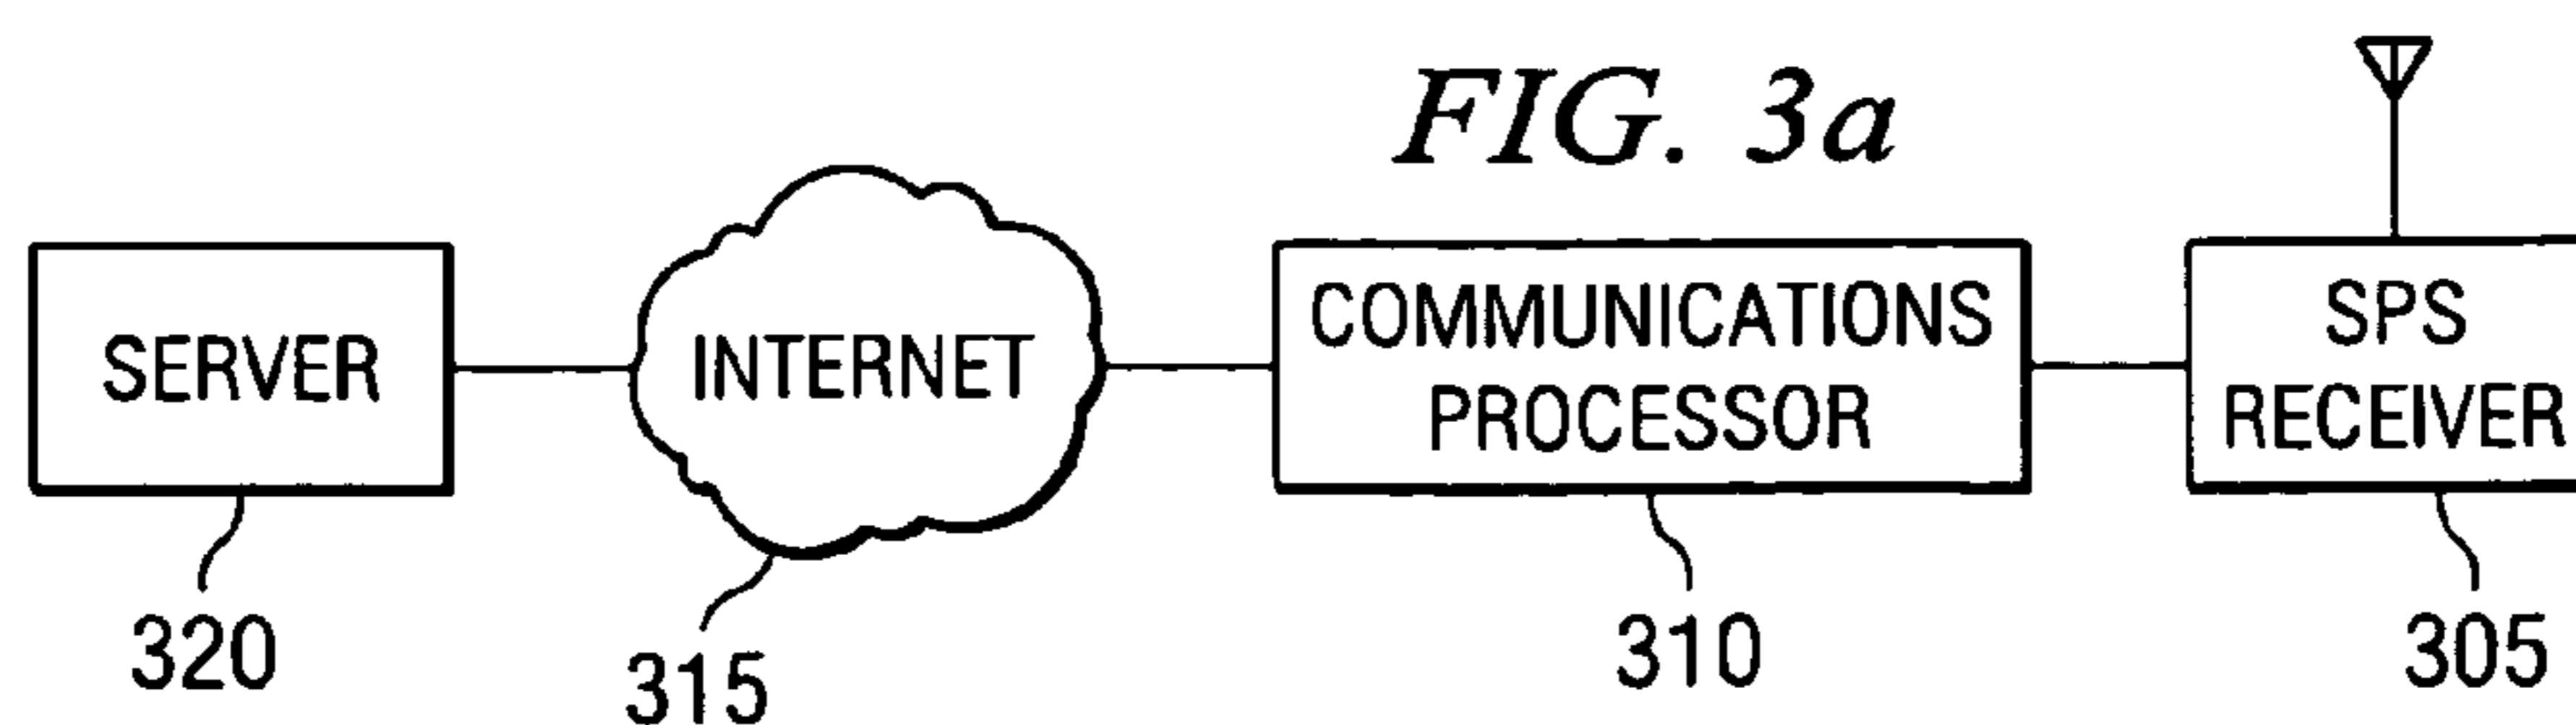 FIG. 3a
SERVER
INTERNET
COMMUNICATIONS
PROCESSOR
SPS
RECEIVER
320
315
310
305